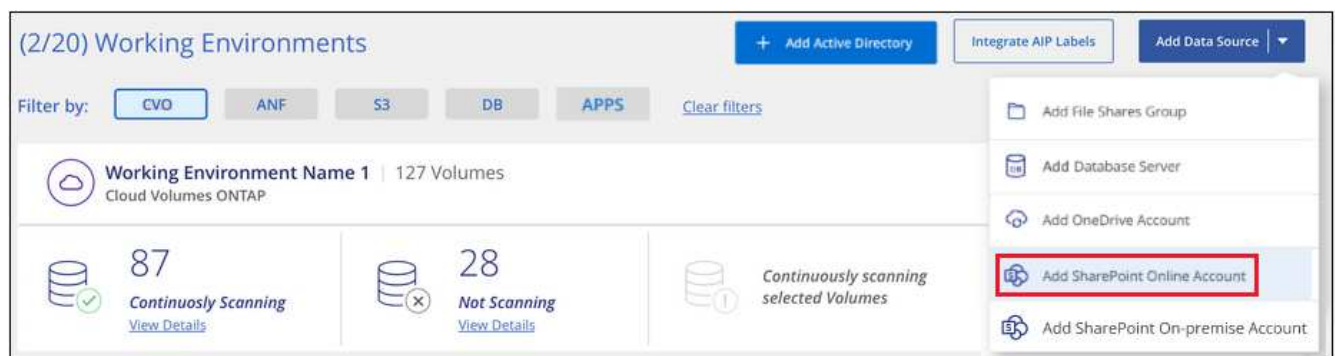 (2/20) Working Environments
+ Add Active Directory
Integrate AIP Labels
Add Data Source
Filter by:
CVO
ANF
S3
DB
APPS
Clear filters
Working Environment Name 1 | 127 Volumes
Cloud Volumes ONTAP
87
Continuosly Scanning
View Details
28
Not Scanning
View Details
Continuously scanning
selected Volumes
Add File Shares Group
Add Database Server
Add OneDrive Account
Add SharePoint Online Account
Add SharePoint On-premise Account